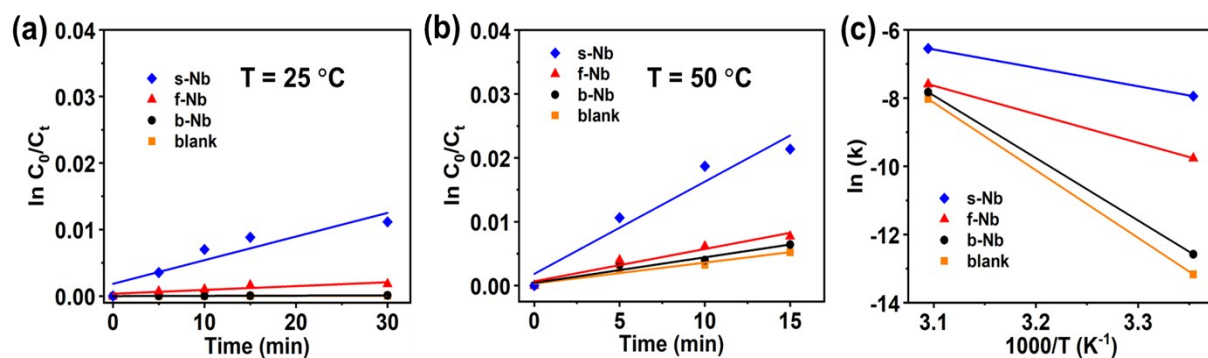 (a)
0.04
0.03
0.02
0.01
0.00
ln C₀/Cₜ
s-Nb
f-Nb
b-Nb
blank
T = 25 °C
0
10
20
30
Time (min)
(b)
0.04
0.03
0.02
0.01
0.00
ln C₀/Cₜ
s-Nb
f-Nb
b-Nb
blank
T = 50 °C
0
5
10
15
Time (min)
(c)
-6
-8
-10
-12
-14
ln (k)
s-Nb
f-Nb
b-Nb
blank
3.1
3.2
3.3
1000/T (K⁻¹)